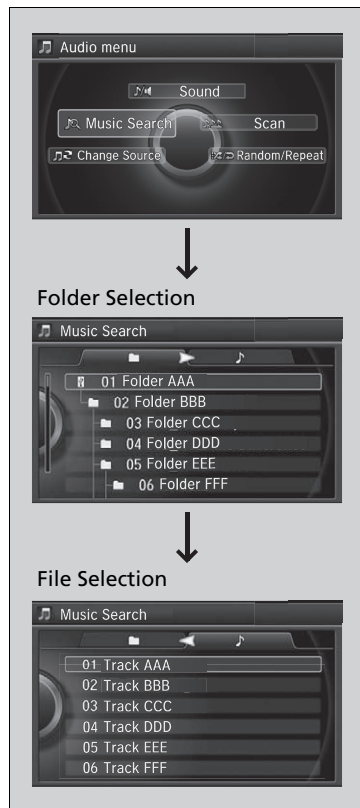 Audio menu
Sound
Music Search
Scan
Change Source
Random/Repeat
Folder Selection
Music Search
01 Folder AAA
02 Folder BBB
03 Folder CCC
04 Folder DDD
05 Folder EEE
06 Folder FFF
File Selection
Music Search
01 Track AAA
02 Track BBB
03 Track CCC
04 Track DDD
05 Track EEE
06 Track FFF